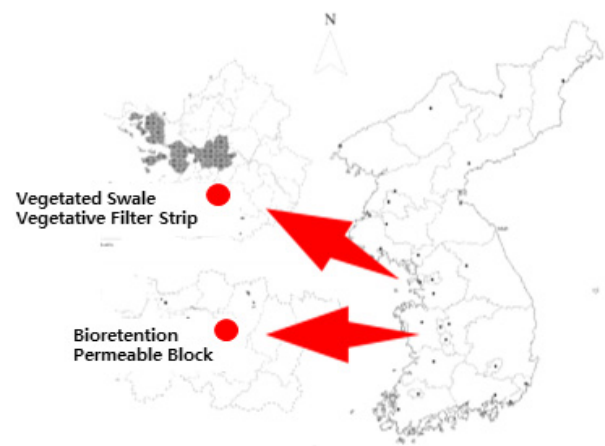 N
Vegetated Swale
Vegetative Filter Strip
Bioretention
Permeable Block